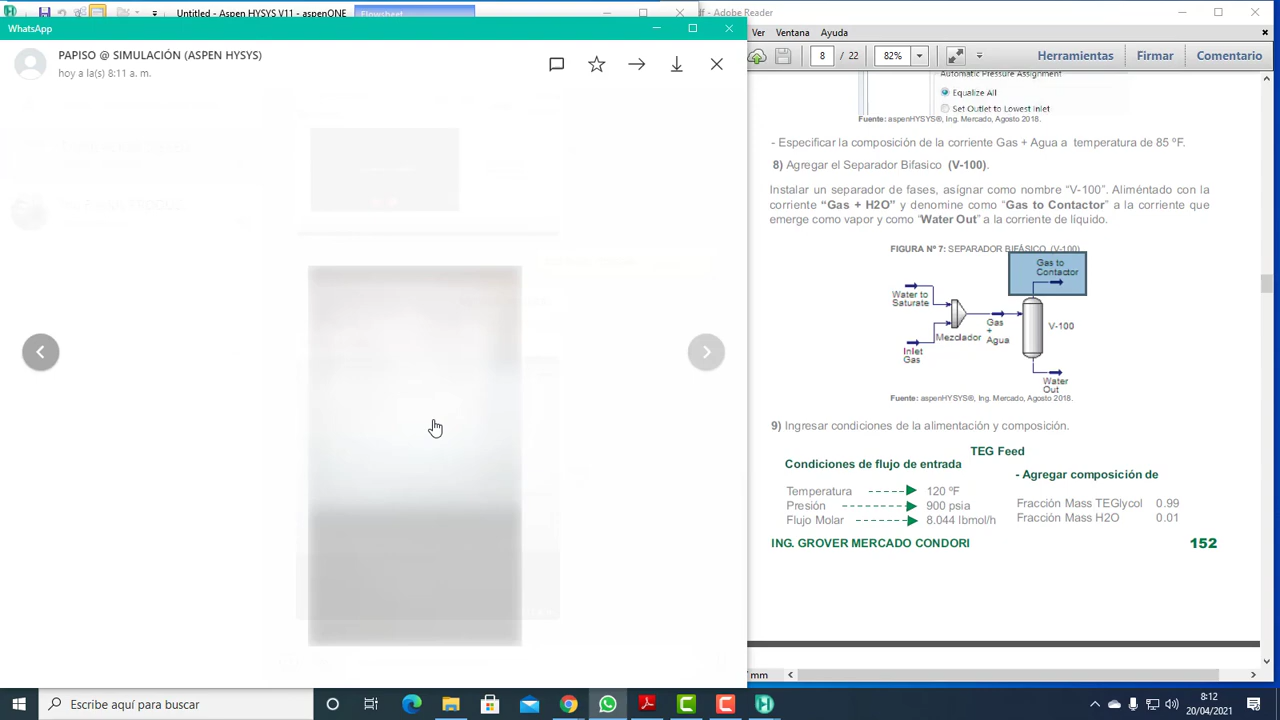 Untitled - Aspen HYSYS V11 - aspenONE
Flowsheet
WhatsApp
PAPISO @ SIMULACIÓN (ASPEN HYSYS)
hoy a la(s) 8:11 a. m.
.pdf - Adobe Reader
Ver Ventana Ayuda
8 / 22 82%
Herramientas Firmar Comentario
Automatic Pressure Assignment
Equalize All
Set Outlet to Lowest Inlet
Fuente: aspenHYSYS®, Ing. Mercado, Agosto 2018.
- Especificar la composición de la corriente Gas + Agua a temperatura de 85 ºF.
8) Agregar el Separador Bifasico (V-100).
Instalar un separador de fases, asignar como nombre “V-100”. Aliméntado con la
corriente “Gas + H2O” y denomine como “Gas to Contactor” a la corriente que
emerge como vapor y como “Water Out” a la corriente de líquido.
FIGURA Nº 7: SEPARADOR BIFÁSICO (V-100)
Gas to
Contactor
Water to
Saturate
Mezclador
Gas
+
Agua
V-100
Inlet
Gas
Water
Out
Fuente: aspenHYSYS®, Ing. Mercado, Agosto 2018.
9) Ingresar condiciones de la alimentación y composición.
TEG Feed
Condiciones de flujo de entrada
- Agregar composición de
Temperatura 120 ºF
Presión 900 psia
Flujo Molar 8.044 lbmol/h
Fracción Mass TEGlycol 0.99
Fracción Mass H2O 0.01
ING. GROVER MERCADO CONDORI 152
mm
Escribe aquí para buscar
8:12
20/04/2021